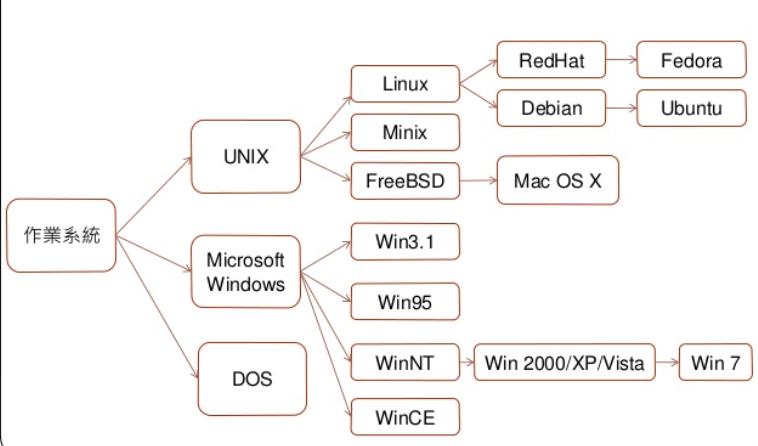 作業系統
UNIX
Linux
RedHat
Fedora
Debian
Ubuntu
Minix
FreeBSD
Mac OS X
Microsoft
Windows
Win3.1
Win95
WinNT
Win 2000/XP/Vista
Win 7
WinCE
DOS